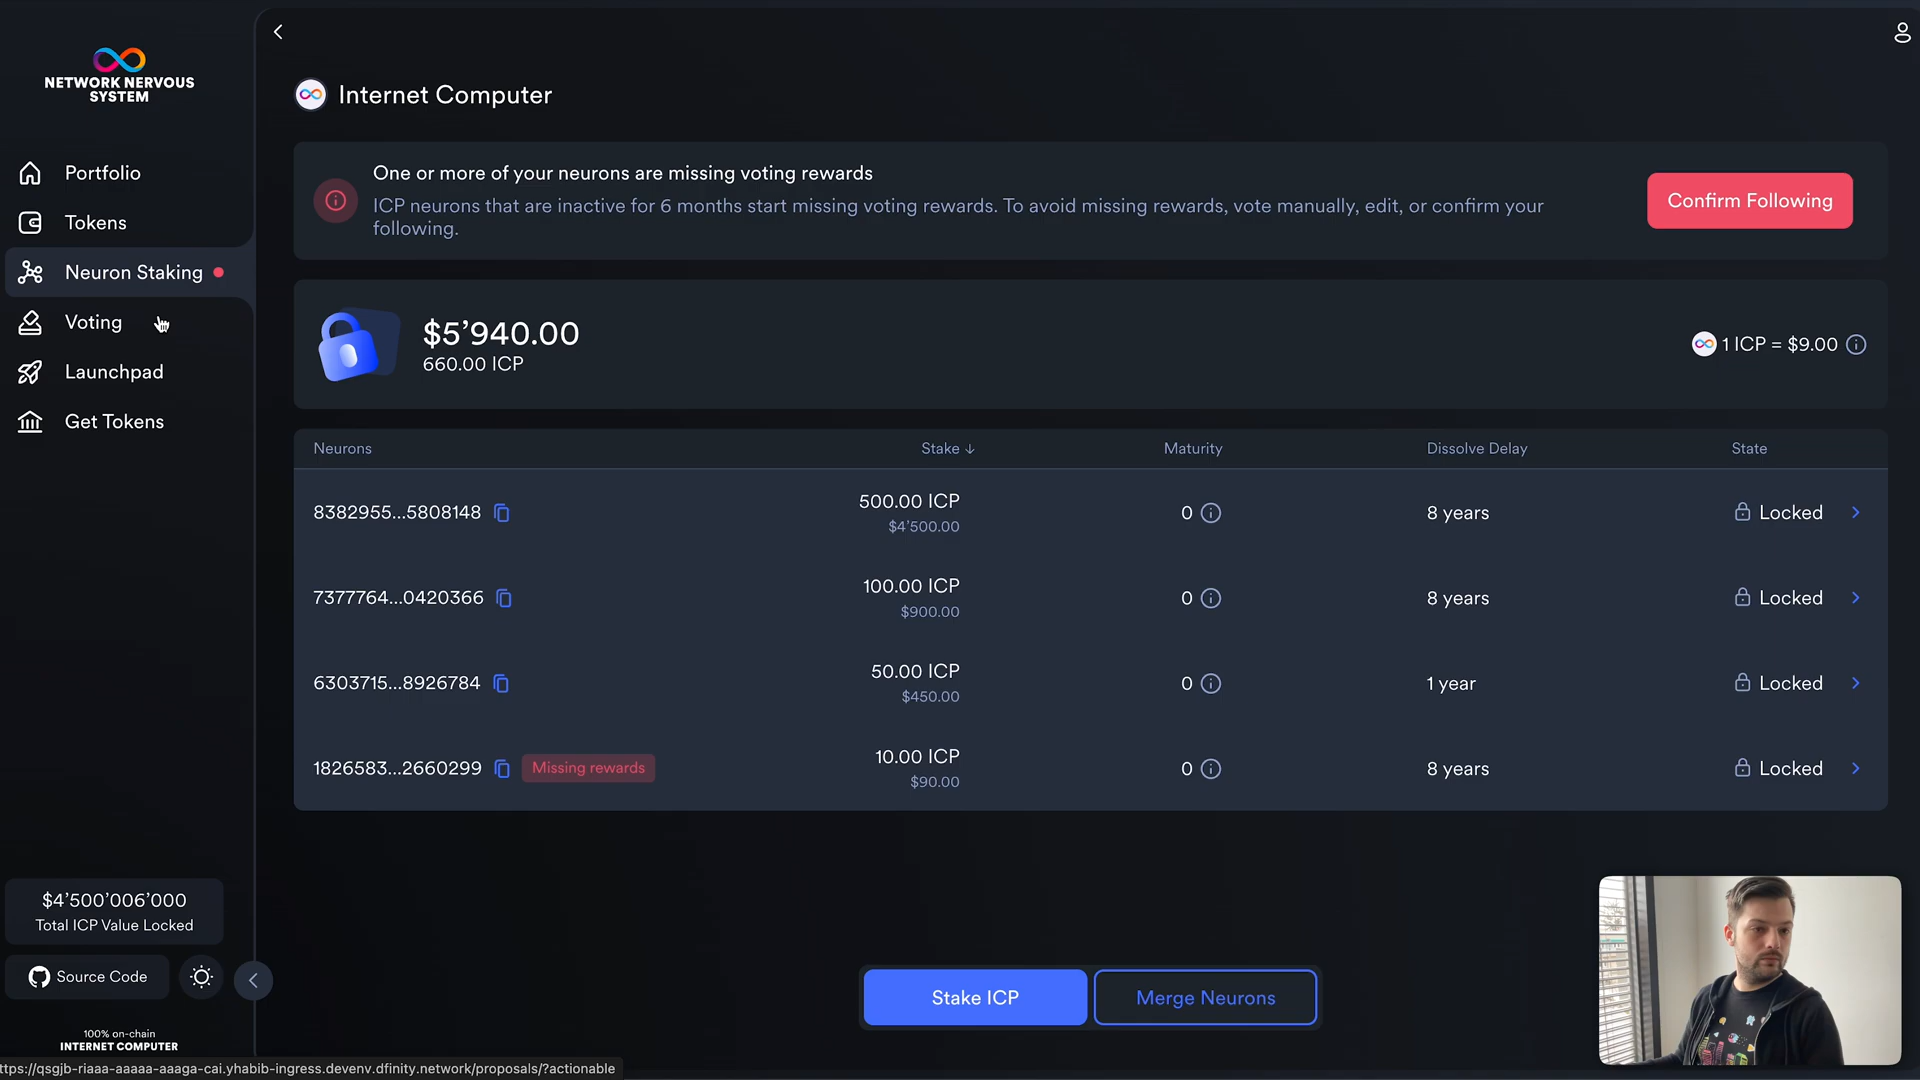 NETWORK NERVOUS
SYSTEM
Portfolio
Tokens
Neuron Staking
Voting
Launchpad
Get Tokens
$4’500’006’000
Total ICP Value Locked
Source Code
100% on-chain
INTERNET COMPUTER
Internet Computer
One or more of your neurons are missing voting rewards
ICP neurons that are inactive for 6 months start missing voting rewards. To avoid missing rewards, vote manually, edit, or confirm your
following.
Confirm Following
$5’940.00
660.00 ICP
1 ICP = $9.00
Neurons Stake Maturity Dissolve Delay State
8382955...5808148 500.00 ICP 0 8 years Locked
$4’500.00
7377764...0420366 100.00 ICP 0 8 years Locked
$900.00
6303715...8926784 50.00 ICP 0 1 year Locked
$450.00
1826583...2660299 Missing rewards 10.00 ICP 0 8 years Locked
$90.00
Stake ICP Merge Neurons
ttps://qsgjb-riaaa-aaaaa-aaaga-cai.yhabib-ingress.devenv.dfinity.network/proposals/?actionable